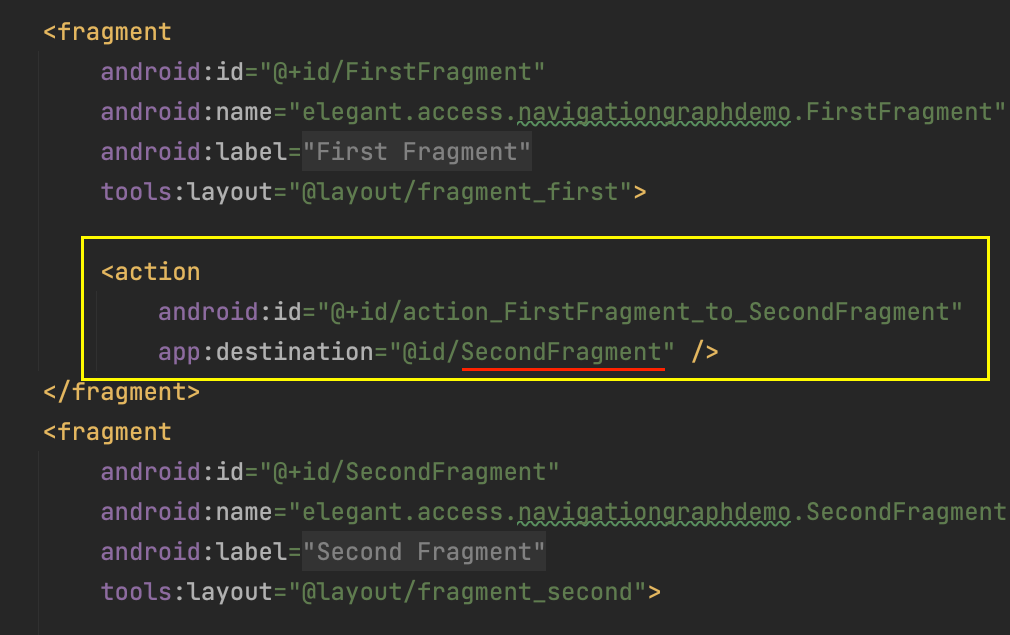 <fragment
android:id="@+id/FirstFragment"
android:name="elegant.access.navigationgraphdemo.FirstFragment"
android:label="First Fragment"
tools:layout="@layout/fragment_first">
<action
android:id="@+id/action_FirstFragment_to_SecondFragment"
app:destination="@id/SecondFragment" />
</fragment>
<fragment
android:id="@+id/SecondFragment"
android:name="elegant.access.navigationgraphdemo.SecondFragment
android:label="Second Fragment"
tools:layout="@layout/fragment_second">